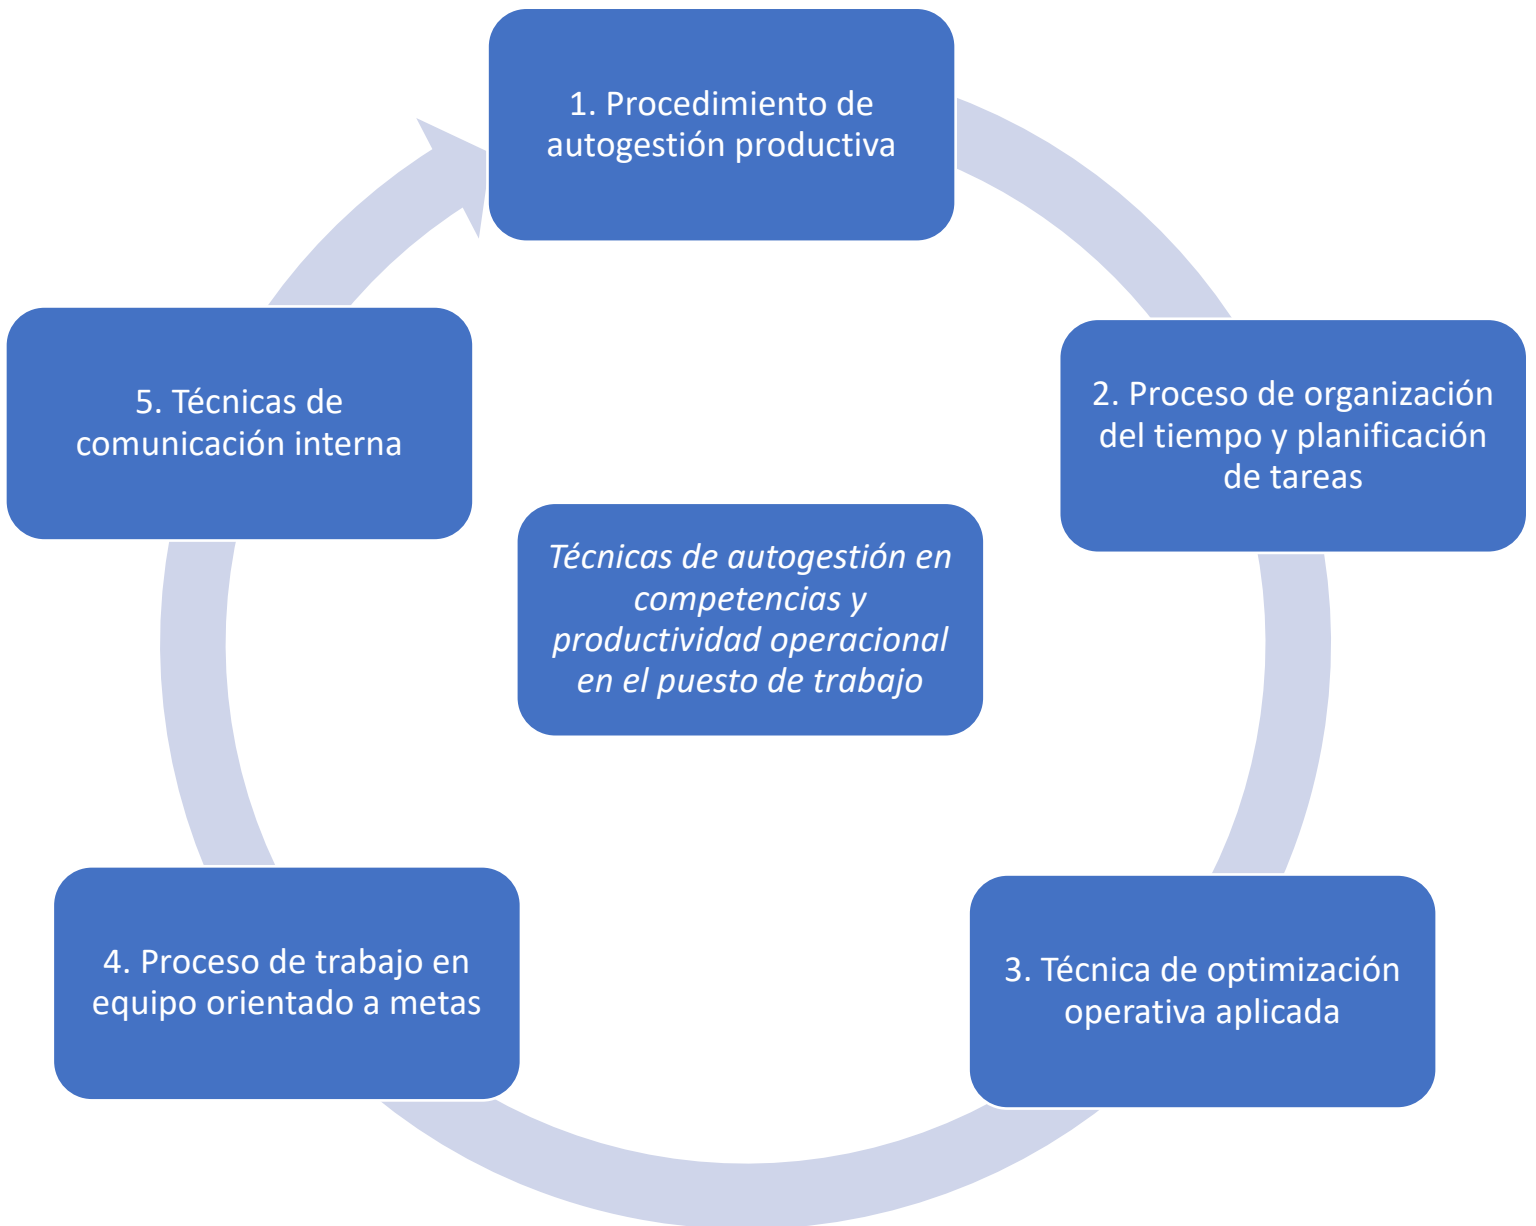 1. Procedimiento de
autogestión productiva
2. Proceso de organización
del tiempo y planificación
de tareas
3. Técnica de optimización
operativa aplicada
4. Proceso de trabajo en
equipo orientado a metas
5. Técnicas de
comunicación interna
Técnicas de autogestión en
competencias y
productividad operacional
en el puesto de trabajo